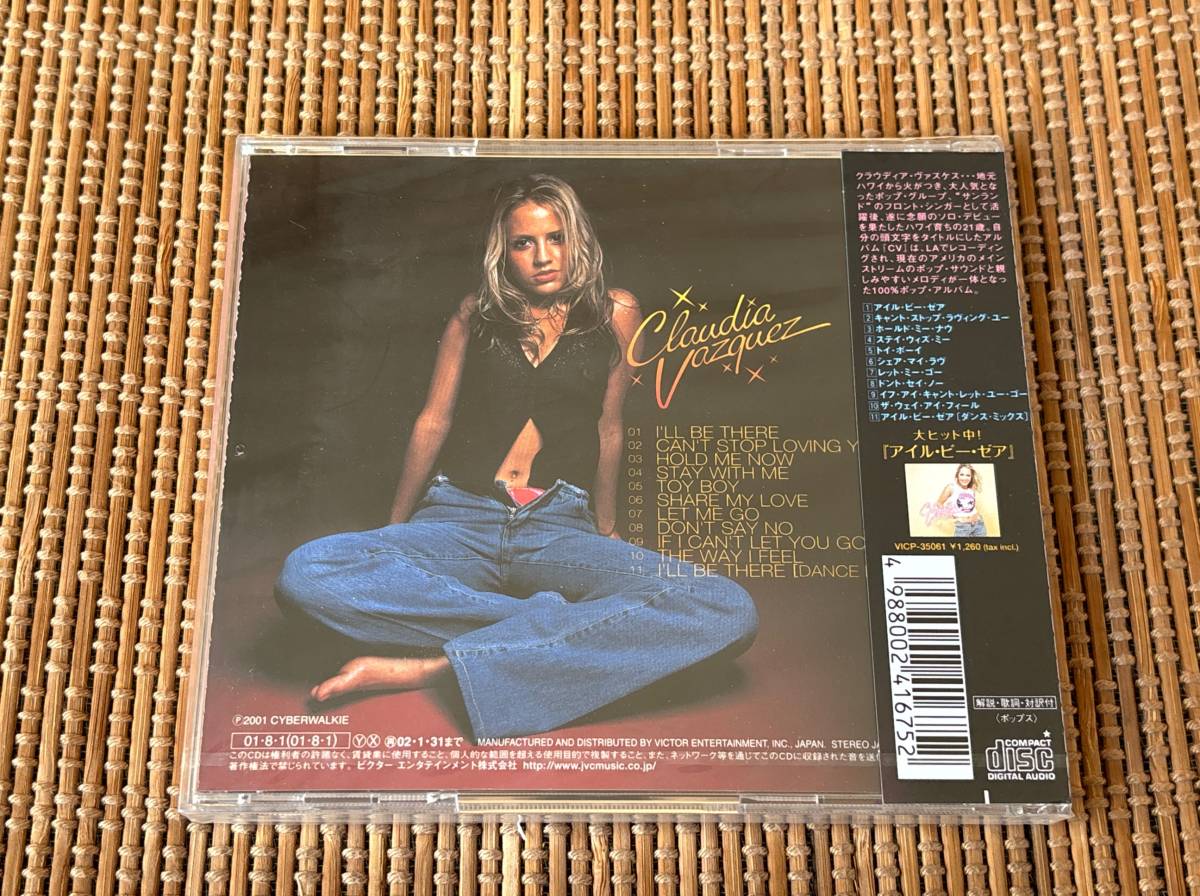 Claudia
Vazquez
01 I'LL BE THERE
02 CAN'T STOP LOVING Y
03 HOLD ME NOW
04 STAY WITH ME
05 TOY BOY
06 SHARE MY LOVE
07 LET ME GO
08 DON'T SAY NO
09 IF I CAN'T LET YOU GO
10 THE WAY I FEEL
11 I'LL BE THERE [DANCE
℗2001 CYBERWALKIE
01·8·1(01·8·1) Ⓨ Ⓧ 再02·1·31まで MANUFACTURED AND DISTRIBUTED BY VICTOR ENTERTAINMENT, INC., JAPAN. STEREO JA
このCDは権利者の許諾なく、賃貸業に使用すること、個人的な範囲を超える使用目的で複製すること、また、ネットワーク等を通じてこのCDに収録された音を送信
著作権法で禁じられています。ビクター エンタテインメント株式会社 http://www.jvcmusic.co.jp/
クラウディア・ヴァスケス・・・地元
ハワイから火がつき、大人気とな
ったポップ・グループ、“サンラン
ド”のフロント・シンガーとして活
躍後、遂に念願のソロ・デビュー
を果たしたハワイ育ちの21歳。自
分の頭文字をタイトルにしたアル
バム『CV』は、LAでレコーディン
グされ、現在のアメリカのメイン
ストリームのポップ・サウンドと親
しみやすいメロディが一体となっ
た100%ポップ・アルバム。
1 アイル・ビー・ゼア
2 キャント・ストップ・ラヴィング・ユー
3 ホールド・ミー・ナウ
4 ステイ・ウィズ・ミー
5 トイ・ボーイ
6 シェア・マイ・ラヴ
7 レット・ミー・ゴー
8 ドント・セイ・ノー
9 イフ・アイ・キャント・レット・ユー・ゴー
10 ザ・ウェイ・アイ・フィール
11 アイル・ビー・ゼア[ダンス・ミックス]
大ヒット中!
『アイル・ビー・ゼア』
VICP-35061 ¥1,260 (tax incl.)
4 988002 416752
解説・歌詞・対訳付
(ポップス)
COMPACT
disc
DIGITAL AUDIO